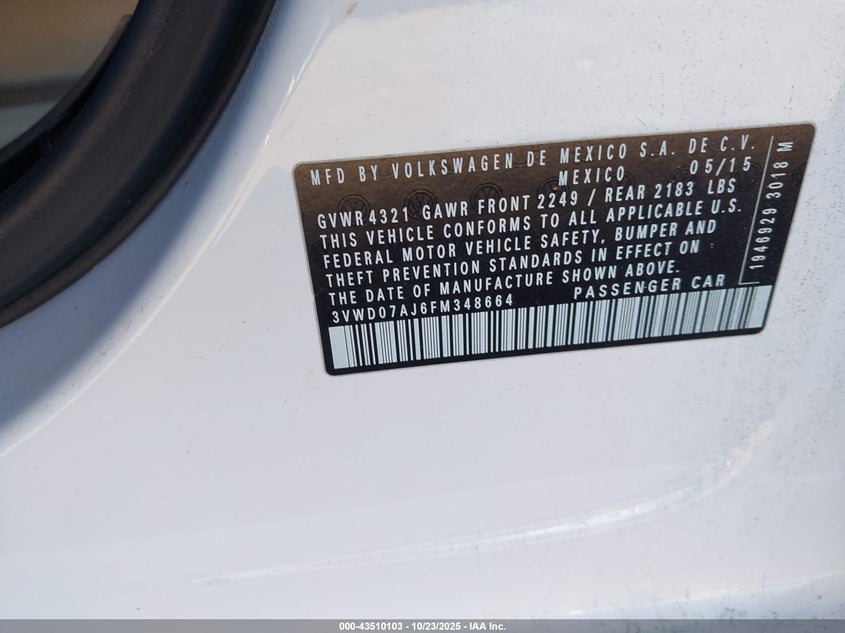 MFD BY VOLKSWAGEN DE MEXICO S.A. DE C.V.
MEXICO 05/15
GVWR 4321 GAWR FRONT 2249 / REAR 2183 LBS
THIS VEHICLE CONFORMS TO ALL APPLICABLE U.S.
FEDERAL MOTOR VEHICLE SAFETY, BUMPER AND
THEFT PREVENTION STANDARDS IN EFFECT ON
THE DATE OF MANUFACTURE SHOWN ABOVE.
3VWD07AJ6FM348664 PASSENGER CAR
1946929 3018 M
000-43510103 - 10/23/2025 - IAA Inc.